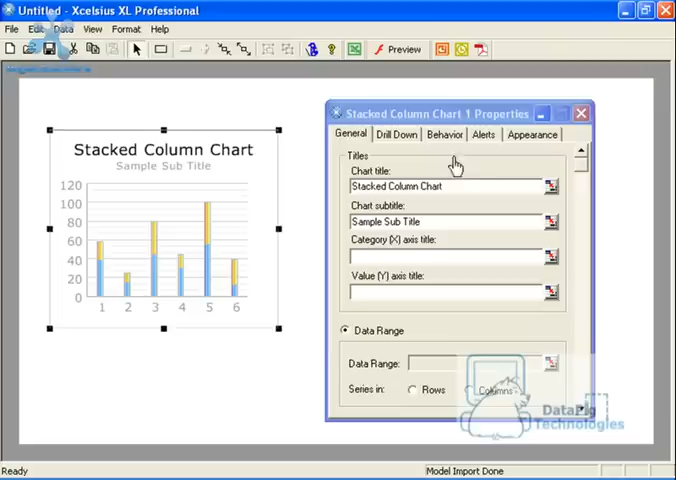 Untitled - Xcelsius XL Professional
File Edit Data View Format Help
Preview
Stacked Column Chart
Sample Sub Title
120
100
80
60
40
20
0
1 2 3 4 5 6
Stacked Column Chart 1 Properties
General Drill Down Behavior Alerts Appearance
Titles
Chart title:
Stacked Column Chart
Chart subtitle:
Sample Sub Title
Category (X) axis title:
Value (Y) axis title:
Data Range
Data Range:
Series in: Rows Columns
DataPig
Technologies
Ready Model Import Done